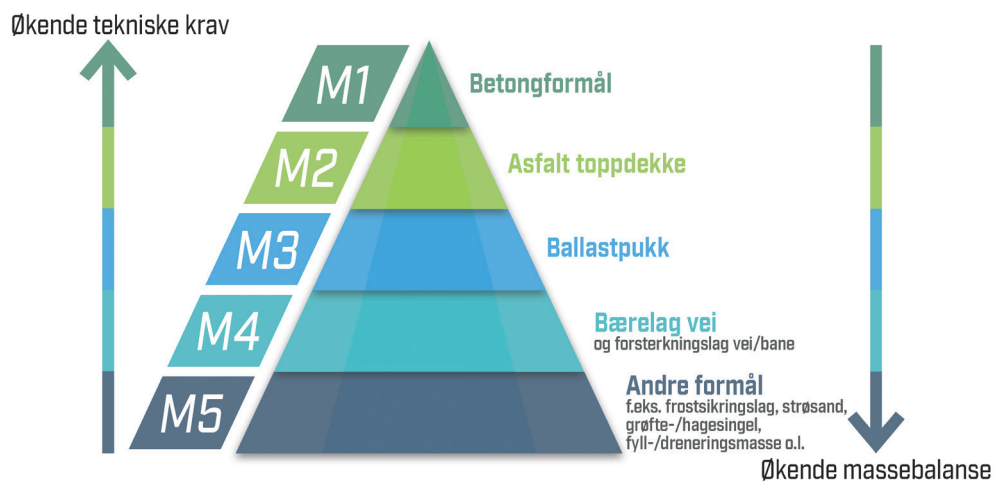 Økende tekniske krav
M1
Betongformål
M2
Asfalt toppdekke
M3
Ballastpukk
M4
Bærelag vei
og forsterkningslag vei/bane
M5
Andre formål
f.eks. frostsikringslag, strøsand,
grøfte-/hagesingel,
fyll-/dreneringsmasse o.l.
Økende massebalanse